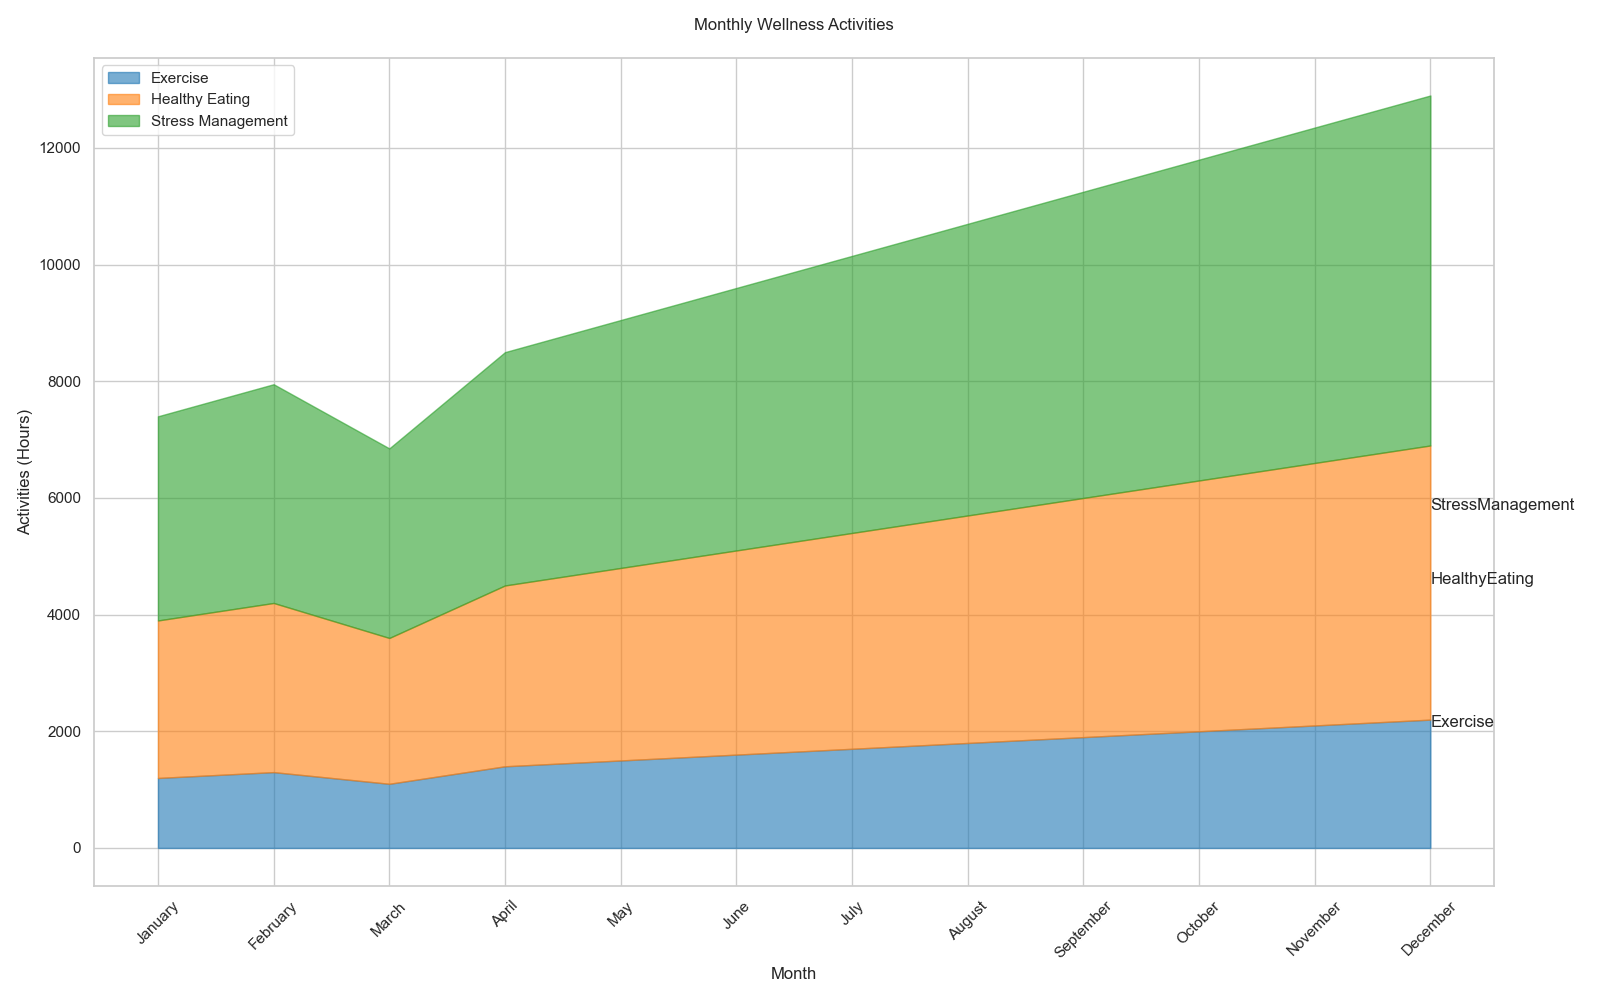 Monthly Wellness Activities
Exercise
Healthy Eating
Stress Management
12000
10000
8000
6000
4000
2000
0
Activities (Hours)
StressManagement
HealthyEating
Exercise
January
February
March
April
May
June
July
August
September
October
November
December
Month